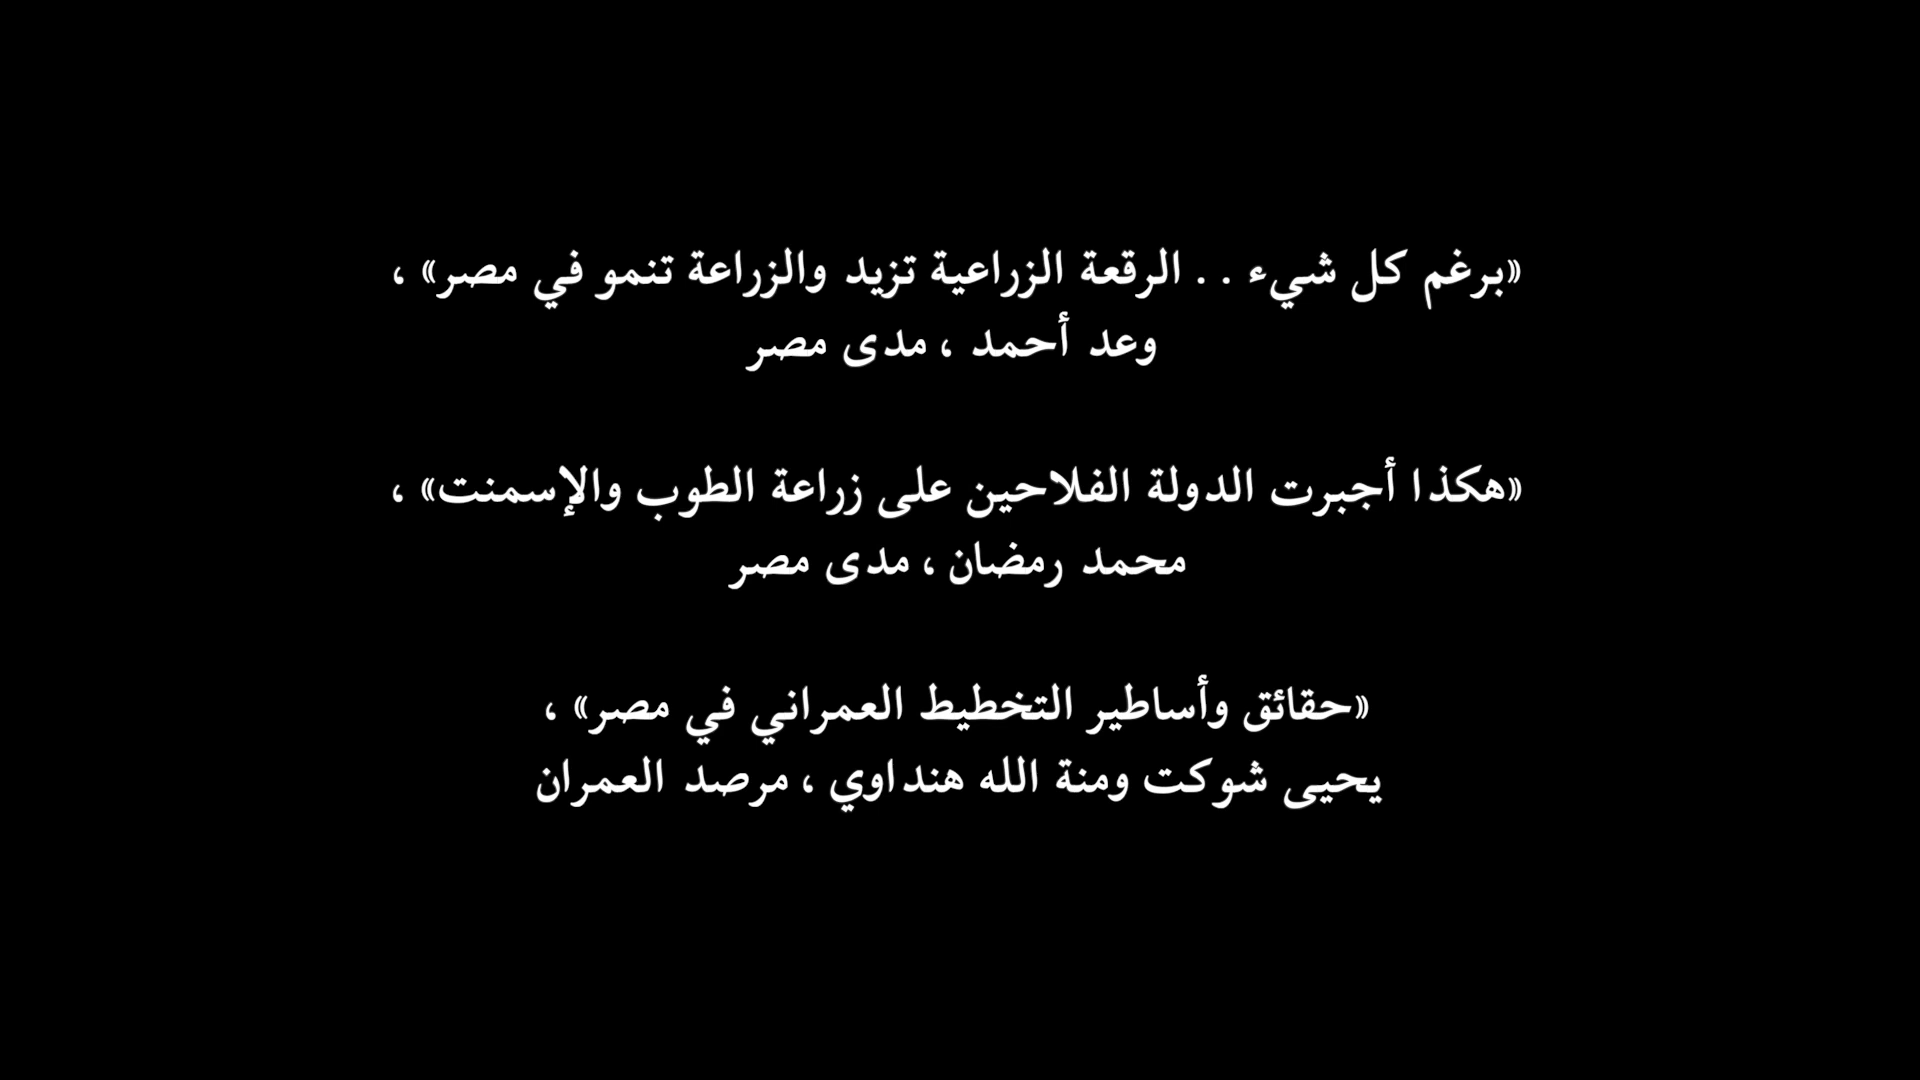 «برغم كل شيء . . الرقعة الزراعية تزيد والزراعة تنمو في مصر» ،
وعد أحمد ، مدى مصر
«هكذا أجبرت الدولة الفلاحين على زراعة الطوب والإسمنت» ،
محمد رمضان ، مدى مصر
«حقائق وأساطير التخطيط العمراني في مصر» ،
يحيى شوكت ومنة الله هنداوي ، مرصد العمران